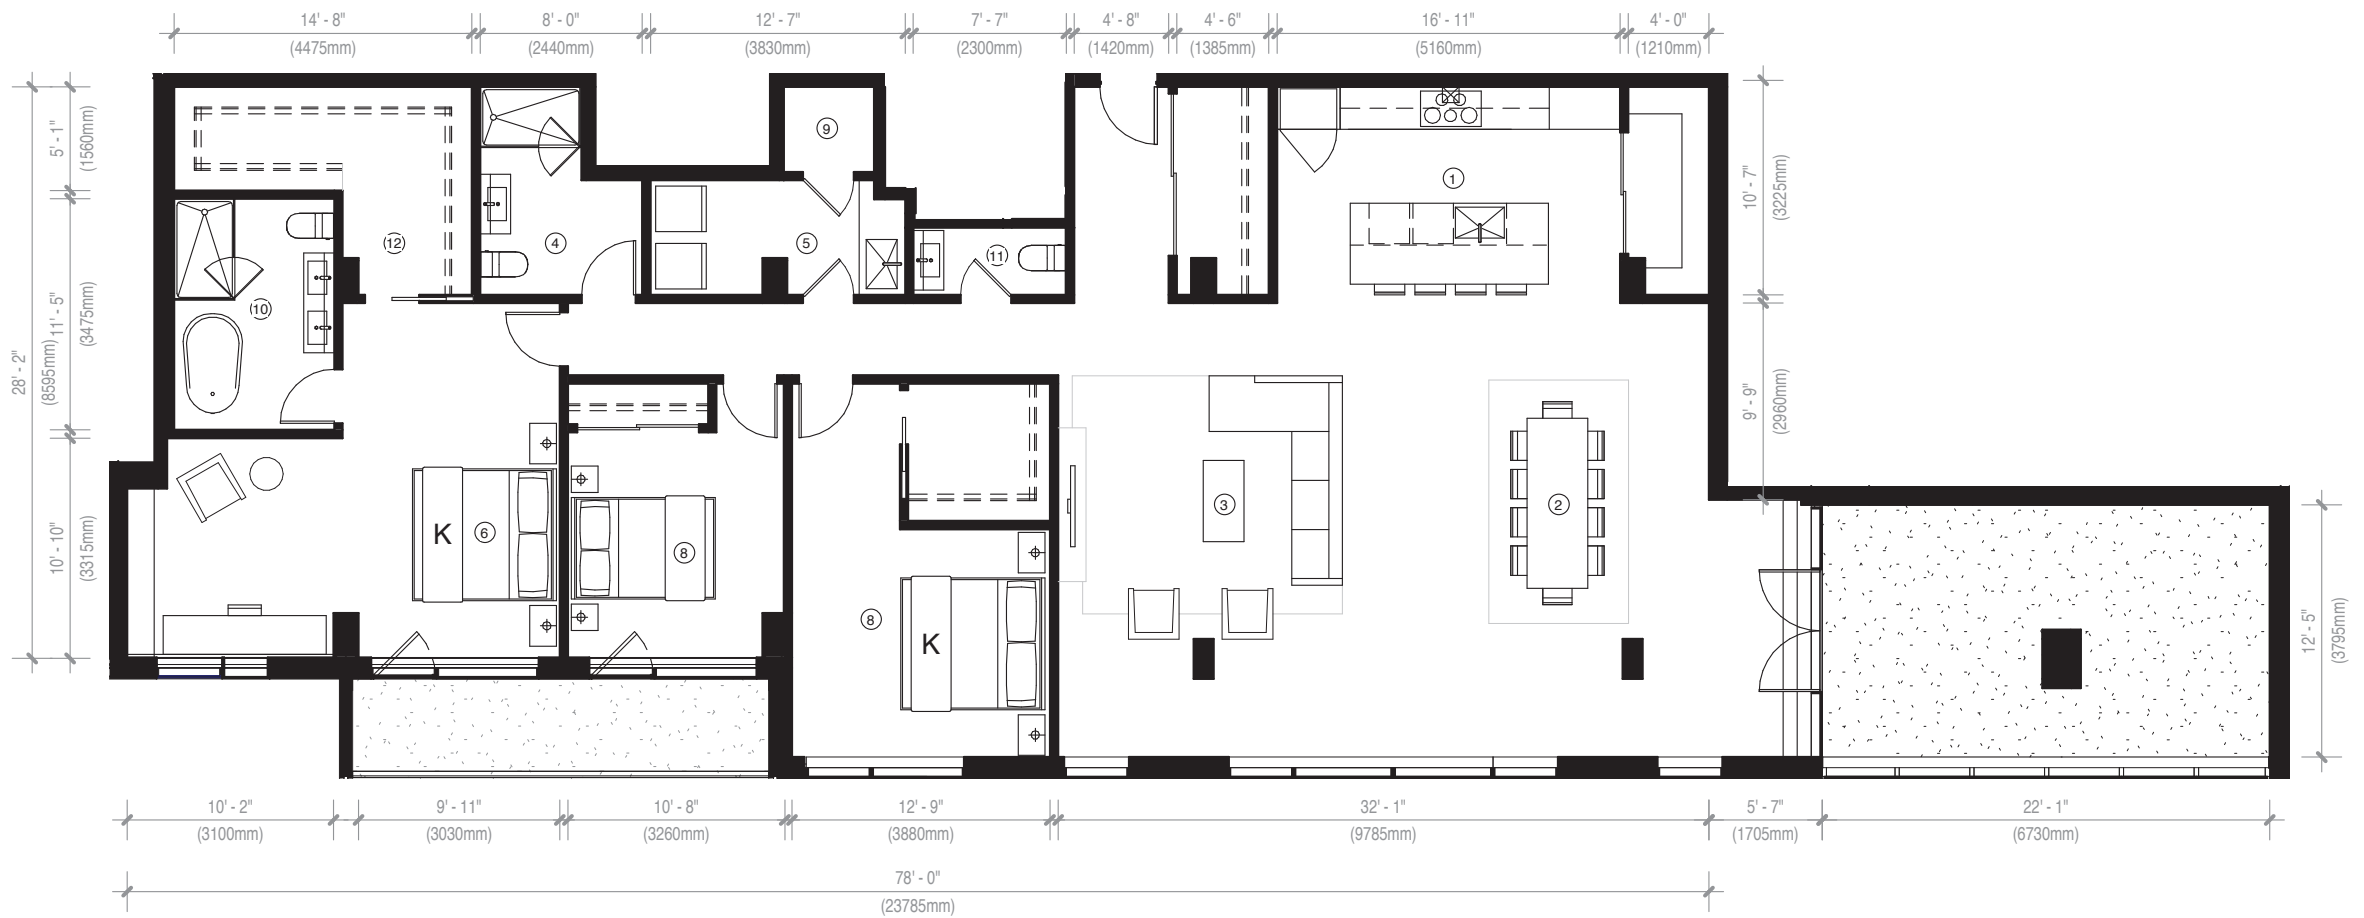 14' - 8"
(4475mm)
8' - 0"
(2440mm)
12' - 7"
(3830mm)
7' - 7"
(2300mm)
4' - 8"
(1420mm)
4' - 6"
(1385mm)
16' - 11"
(5160mm)
4' - 0"
(1210mm)
28' - 2"
(8595mm)
5' - 1"
(1560mm)
11' - 5"
(3475mm)
10' - 10"
(3315mm)
9
1
12
4
5
11
10
3
2
K
6
8
8
K
10' - 7"
(3225mm)
9' - 9"
(2960mm)
12' - 5"
(3795mm)
10' - 2"
(3100mm)
9' - 11"
(3030mm)
10' - 8"
(3260mm)
12' - 9"
(3880mm)
32' - 1"
(9785mm)
5' - 7"
(1705mm)
22' - 1"
(6730mm)
78' - 0"
(23785mm)